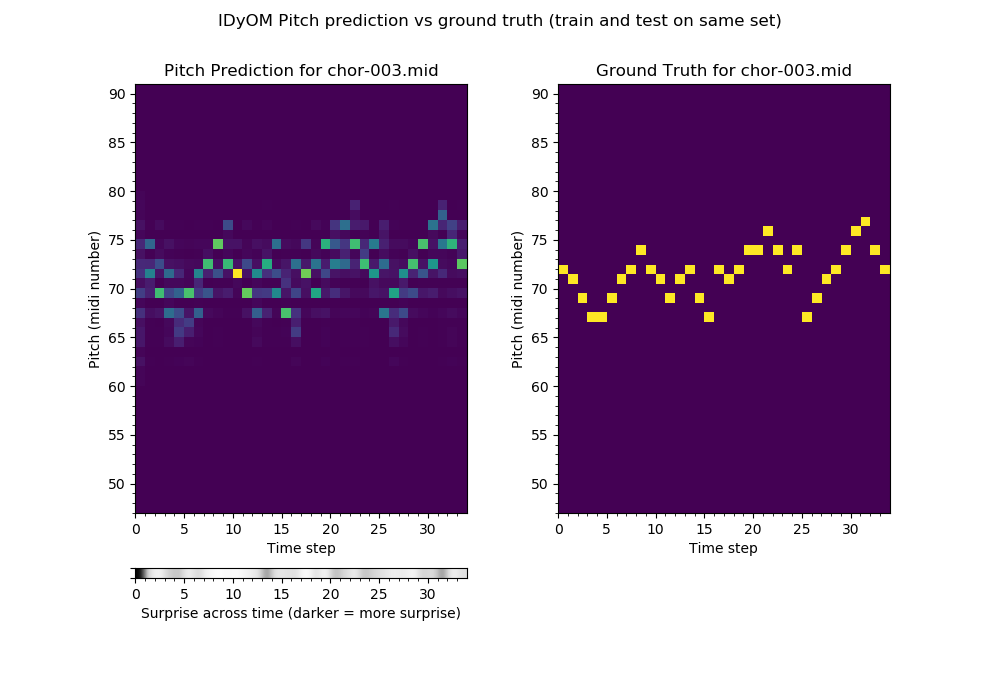 IDyOM Pitch prediction vs ground truth (train and test on same set)
Pitch Prediction for chor-003.mid
Pitch (midi number)
90
85
80
75
70
65
60
55
50
0 5 10 15 20 25 30
Time step
0 5 10 15 20 25 30
Surprise across time (darker = more surprise)
Ground Truth for chor-003.mid
Pitch (midi number)
90
85
80
75
70
65
60
55
50
0 5 10 15 20 25 30
Time step